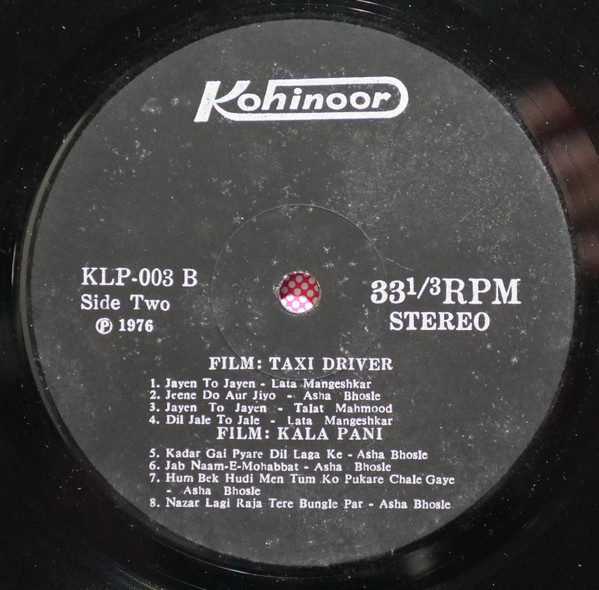 Kohinoor
KLP-003 B
Side Two
Ⓟ 1976
33 1/3 RPM
STEREO
FILM: TAXI DRIVER
1. Jayen To Jayen - Lata Mangeshkar
2. Jeene Do Aur Jiyo - Asha Bhosle
3. Jayen To Jayen - Talat Mahmood
4. Dil Jale To Jale - Lata Mangeshkar
FILM: KALA PANI
5. Kadar Gai Pyare Dil Laga Ke - Asha Bhosle
6. Jab Naam-E-Mohabbat - Asha Bhosle
7. Hum Bek Hudi Men Tum Ko Pukare Chale Gaye
- Asha Bhosle
8. Nazar Lagi Raja Tere Bungle Par - Asha Bhosle